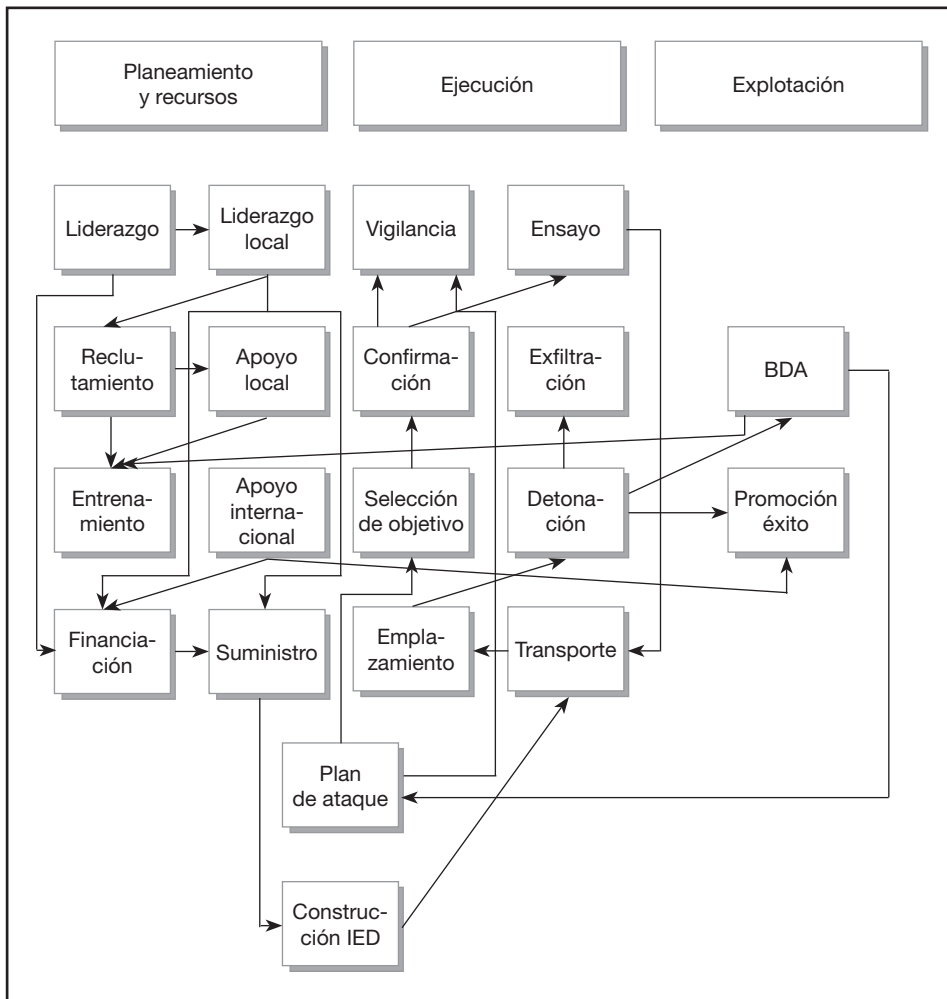 Planeamiento
y recursos
Ejecución
Explotación
Liderazgo
Liderazgo
local
Vigilancia
Ensayo
Reclu-
tamiento
Apoyo
local
Confirma-
ción
Exfiltra-
ción
BDA
Entrena-
miento
Apoyo
interna-
cional
Selección
de objetivo
Detona-
ción
Promoción
éxito
Financia-
ción
Suministro
Empla-
zamiento
Transporte
Plan
de ataque
Construc-
ción IED